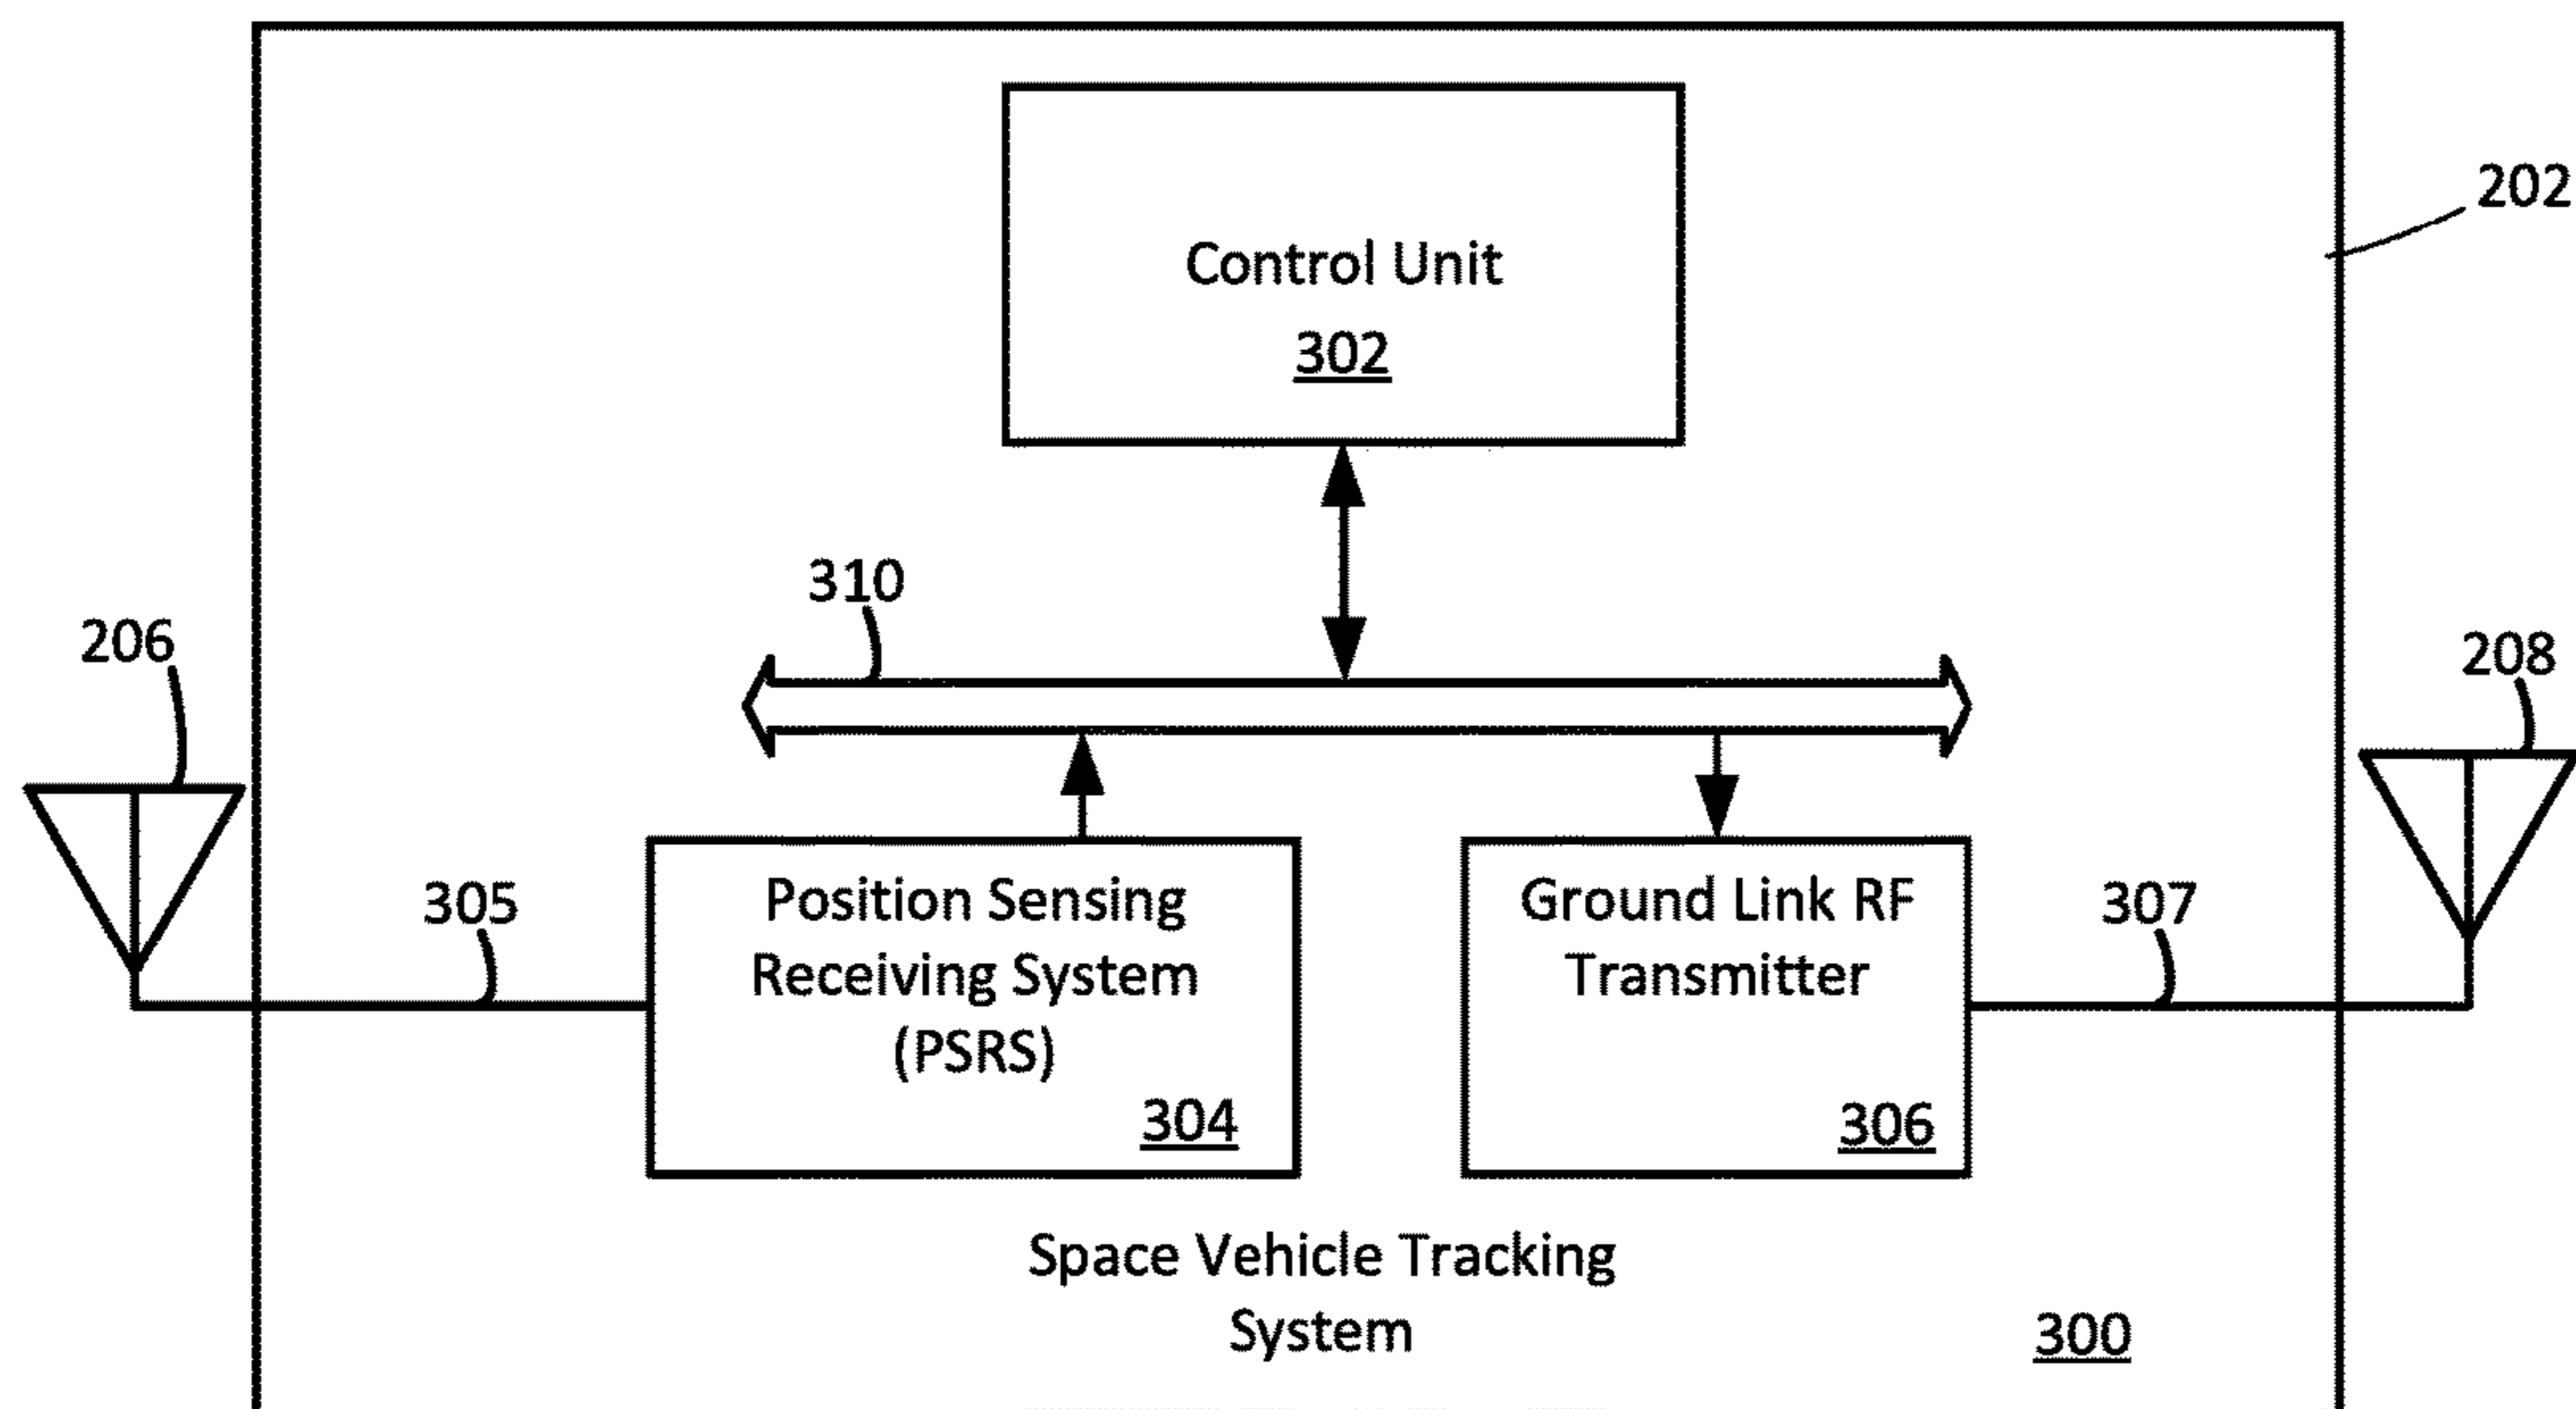 202
Control Unit
302
310
206
208
305
Position Sensing
Receiving System
(PSRS)
304
Ground Link RF
Transmitter
306
307
Space Vehicle Tracking
System
300